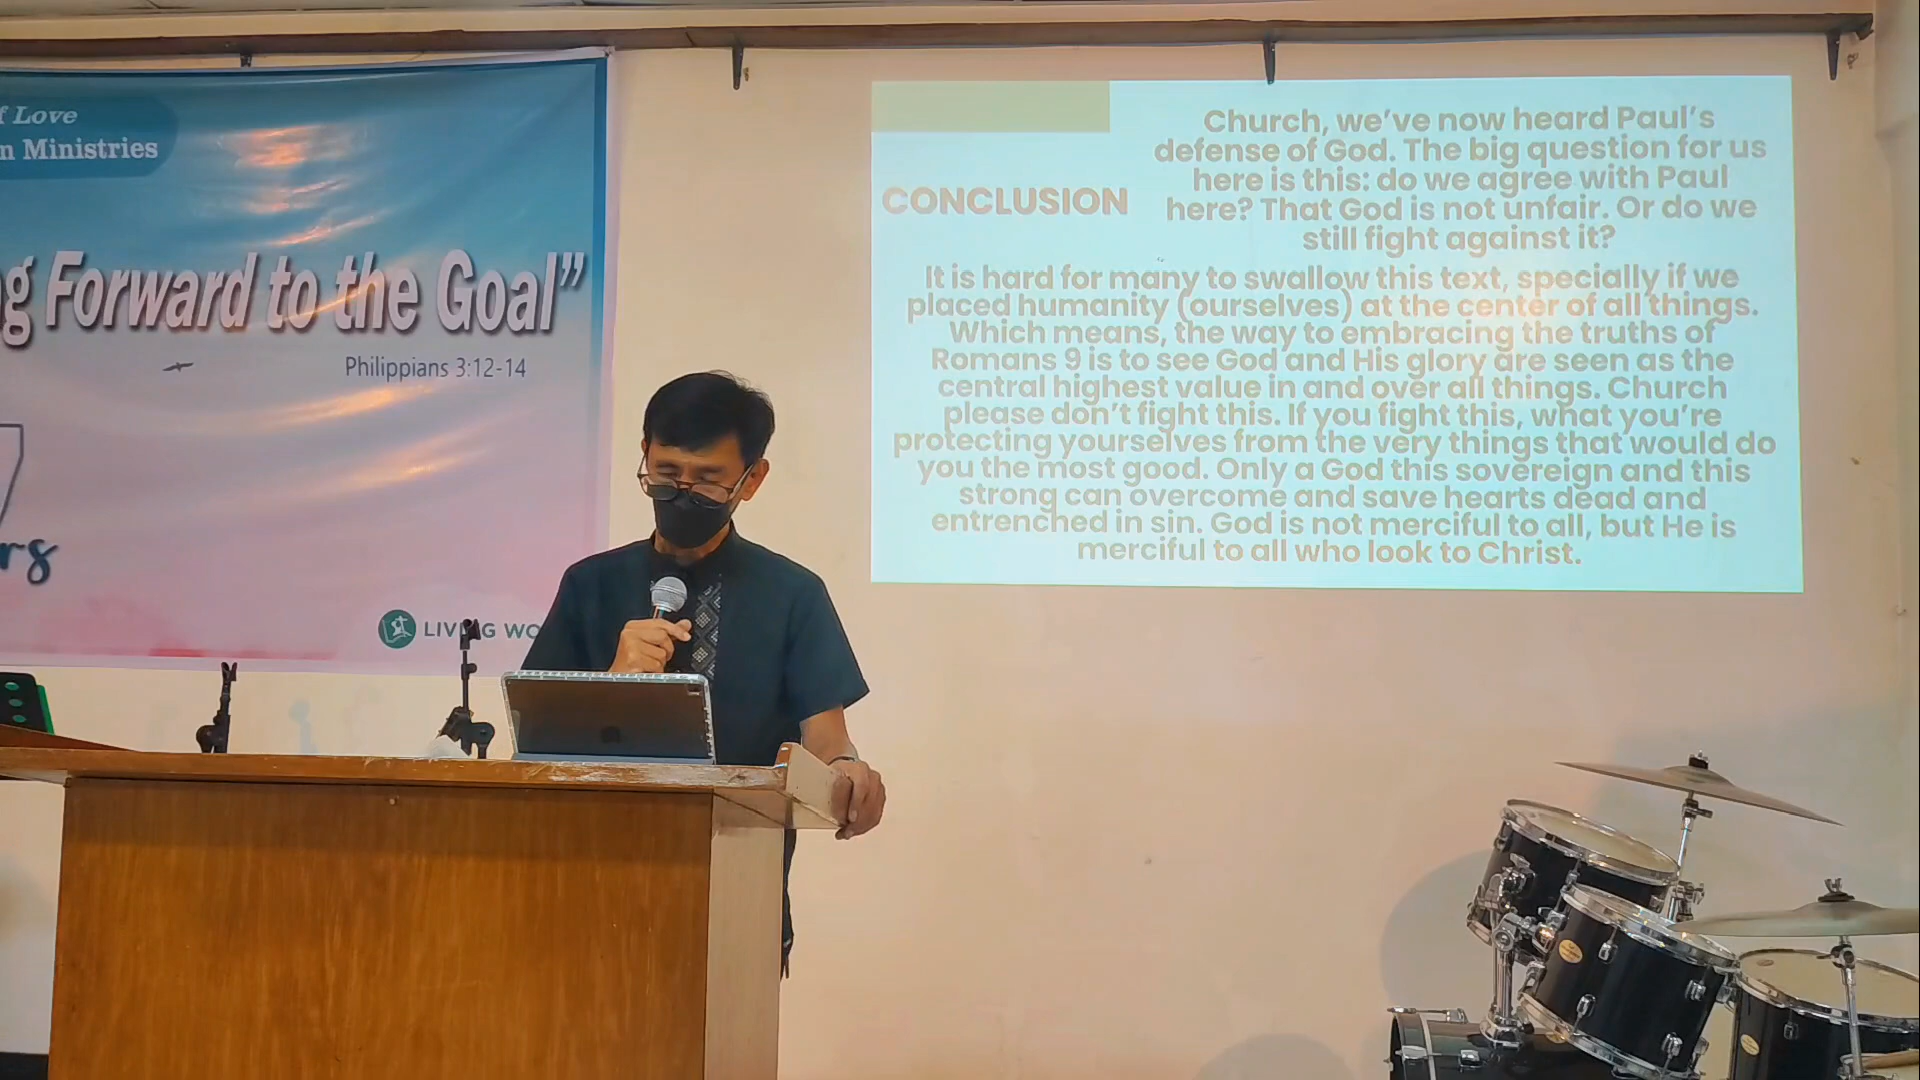 f Love
n Ministries
g Forward to the Goal”
Philippians 3:12-14
rs
LIVING WO
CONCLUSION
Church, we’ve now heard Paul’s
defense of God. The big question for us
here is this: do we agree with Paul
here? That God is not unfair. Or do we
still fight against it?
It is hard for many to swallow this text, specially if we
placed humanity (ourselves) at the center of all things.
Which means, the way to embracing the truths of
Romans 9 is to see God and His glory are seen as the
central highest value in and over all things. Church
please don’t fight this. If you fight this, what you’re
protecting yourselves from the very things that would do
you the most good. Only a God this sovereign and this
strong can overcome and save hearts dead and
entrenched in sin. God is not merciful to all, but He is
merciful to all who look to Christ.